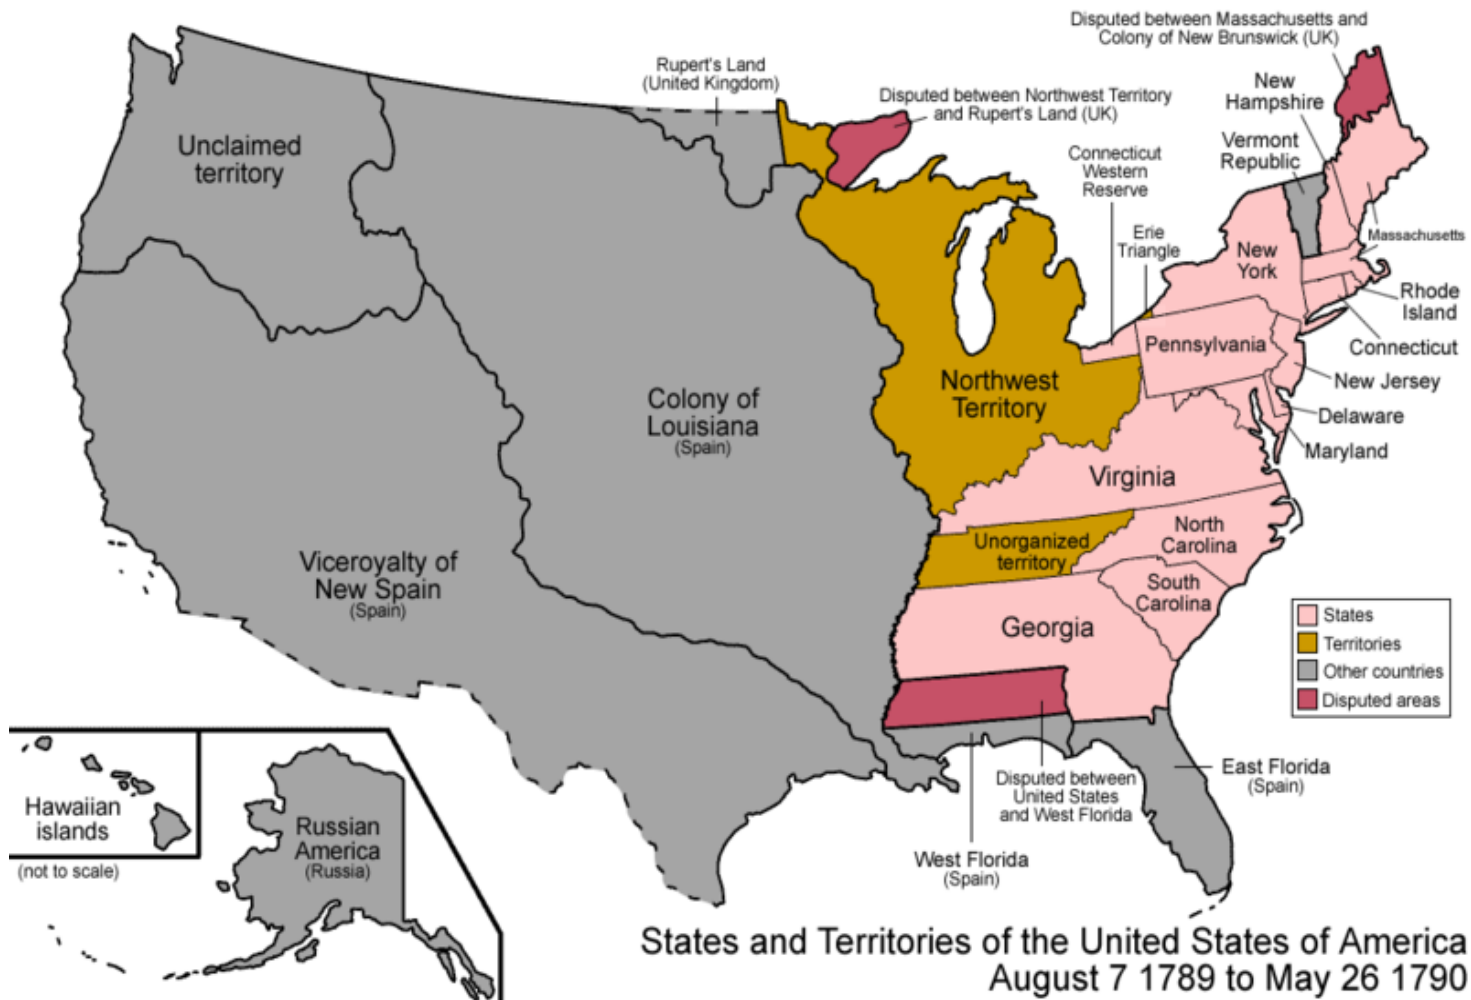 Disputed between Massachusetts and
Colony of New Brunswick (UK)
Rupert's Land
(United Kingdom)
New
Hampshire
Disputed between Northwest Territory
and Rupert's Land (UK)
Unclaimed
territory
Vermont
Republic
Connecticut
Western
Reserve
Erie
Triangle
Massachusetts
New
York
Rhode
Island
Connecticut
Pennsylvania
New Jersey
Northwest
Territory
Delaware
Colony of
Louisiana
(Spain)
Maryland
Virginia
North
Carolina
Unorganized
territory
Viceroyalty of
New Spain
(Spain)
South
Carolina
Georgia
States
Territories
Other countries
Disputed areas
East Florida
(Spain)
Disputed between
United States
and West Florida
West Florida
(Spain)
Hawaiian
islands
(not to scale)
Russian
America
(Russia)
States and Territories of the United States of America
August 7 1789 to May 26 1790